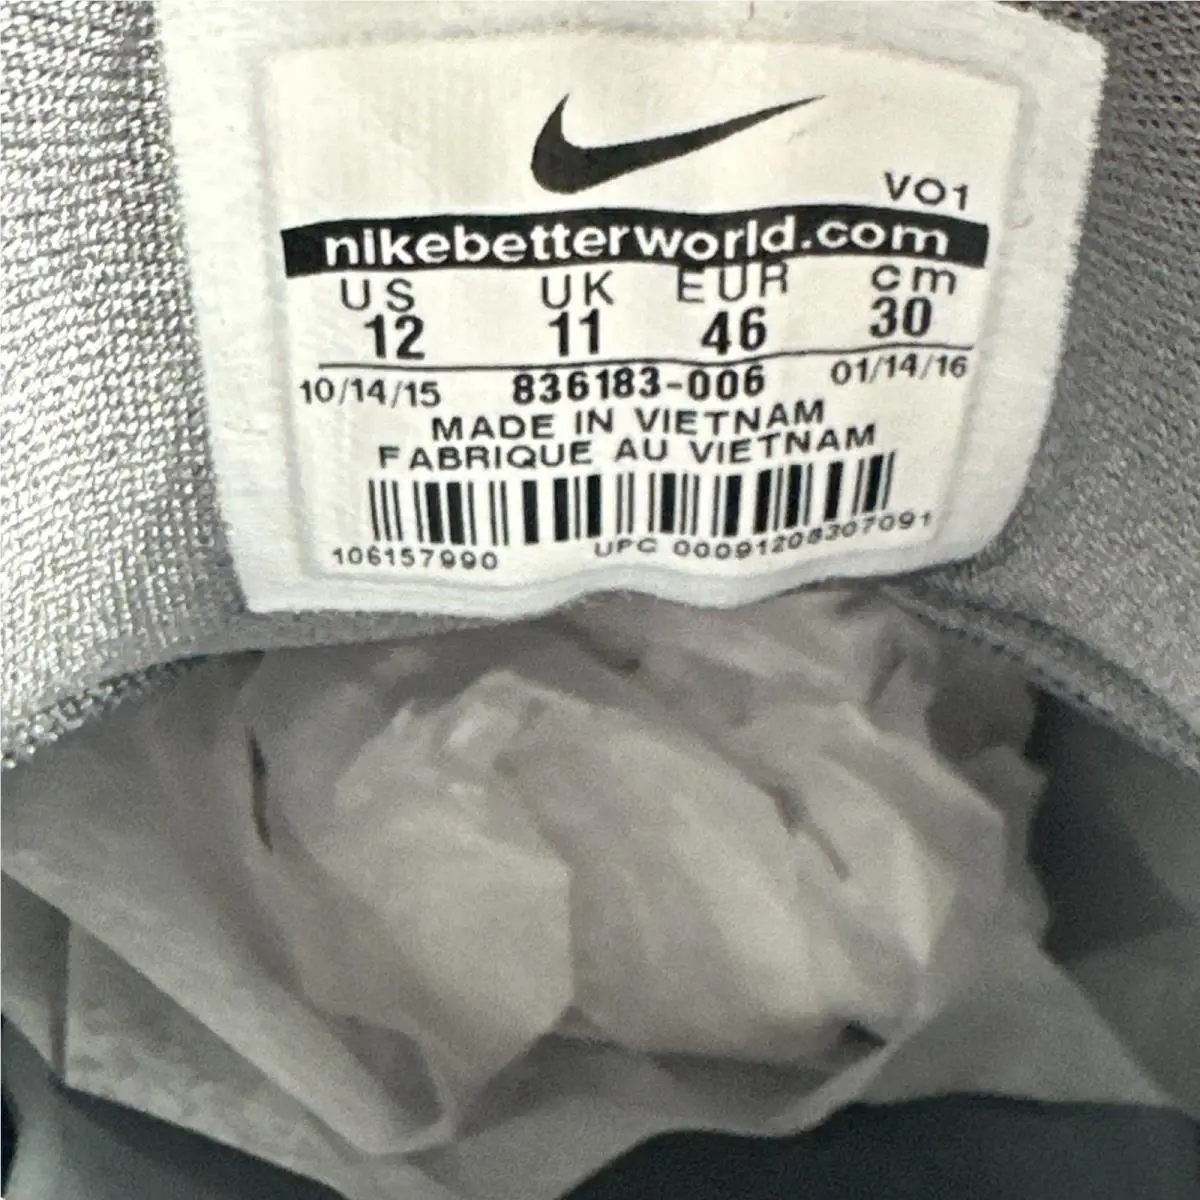 VO1
nikebetterworld.com
US UK EUR cm
12 11 46 30
10/14/15 836183-006 01/14/16
MADE IN VIETNAM
FABRIQUE AU VIETNAM
106157990 UPC 00091208307091